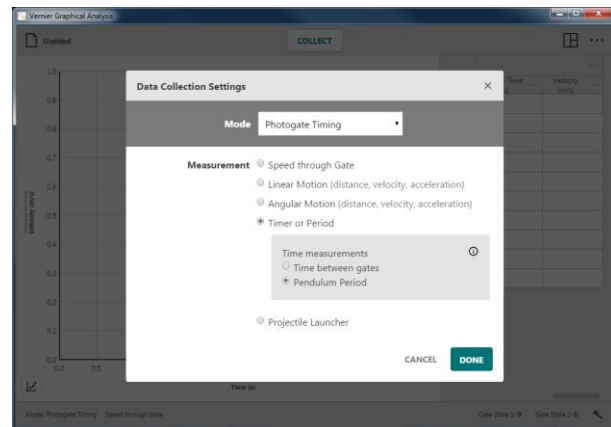 Vernier Graphical Analysis
Untitled
COLLECT
1.0
0.9
0.8
0.7
0.6
0.5
0.4
0.3
0.2
0.1
0.0
Velocity (m/s)
0.0 0.5
Time (s)
Time
Velocity
(m/s)
Data Collection Settings
Mode Photogate Timing
Measurement Speed through Gate
Linear Motion (distance, velocity, acceleration)
Angular Motion (distance, velocity, acceleration)
Timer or Period
Time measurements
Time between gates
Pendulum Period
Projectile Launcher
CANCEL DONE
Mode: Photogate Timing Speed through Gate
Gate State 1: 0 Gate State 2: 0